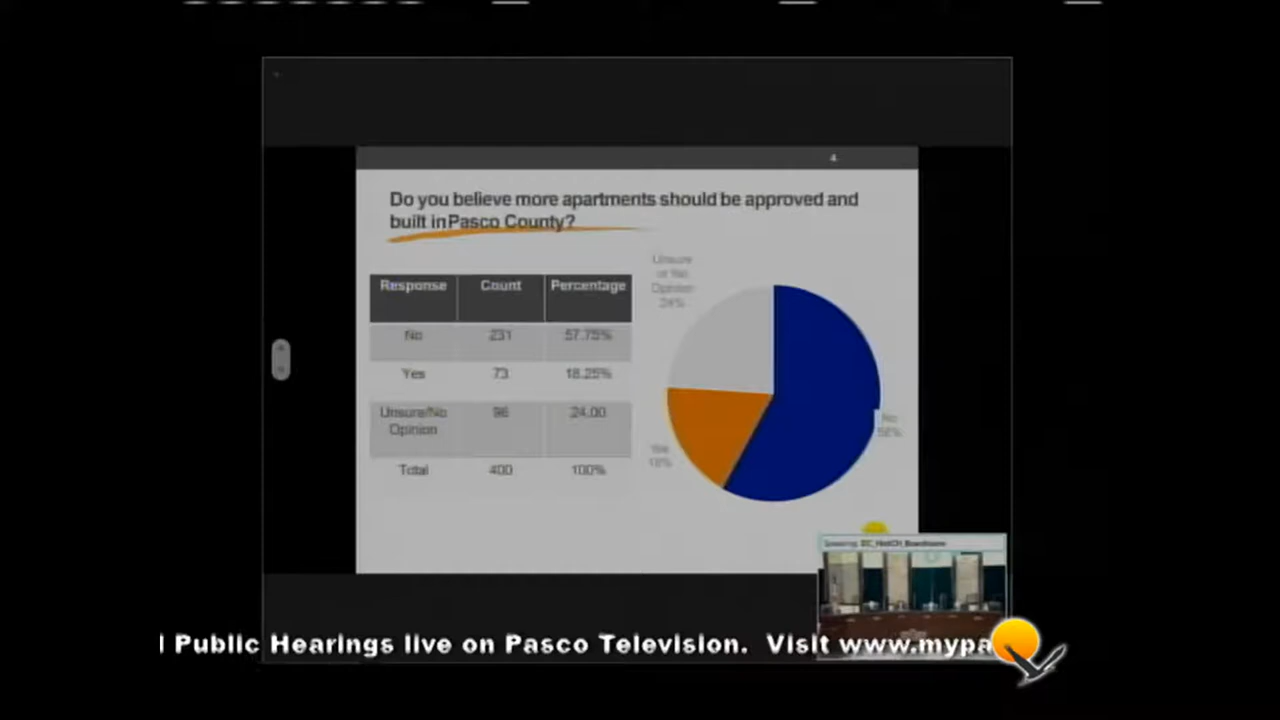 4
Do you believe more apartments should be approved and
built in Pasco County?
Response Count Percentage
No 231 57.75%
Yes 73 18.25%
Unsure/No
Opinion
96 24.00
Total 400 100%
Unsure
or No
Opinion
24%
No
58%
Yes
18%
Public Hearings live on Pasco Television. Visit www.mypa